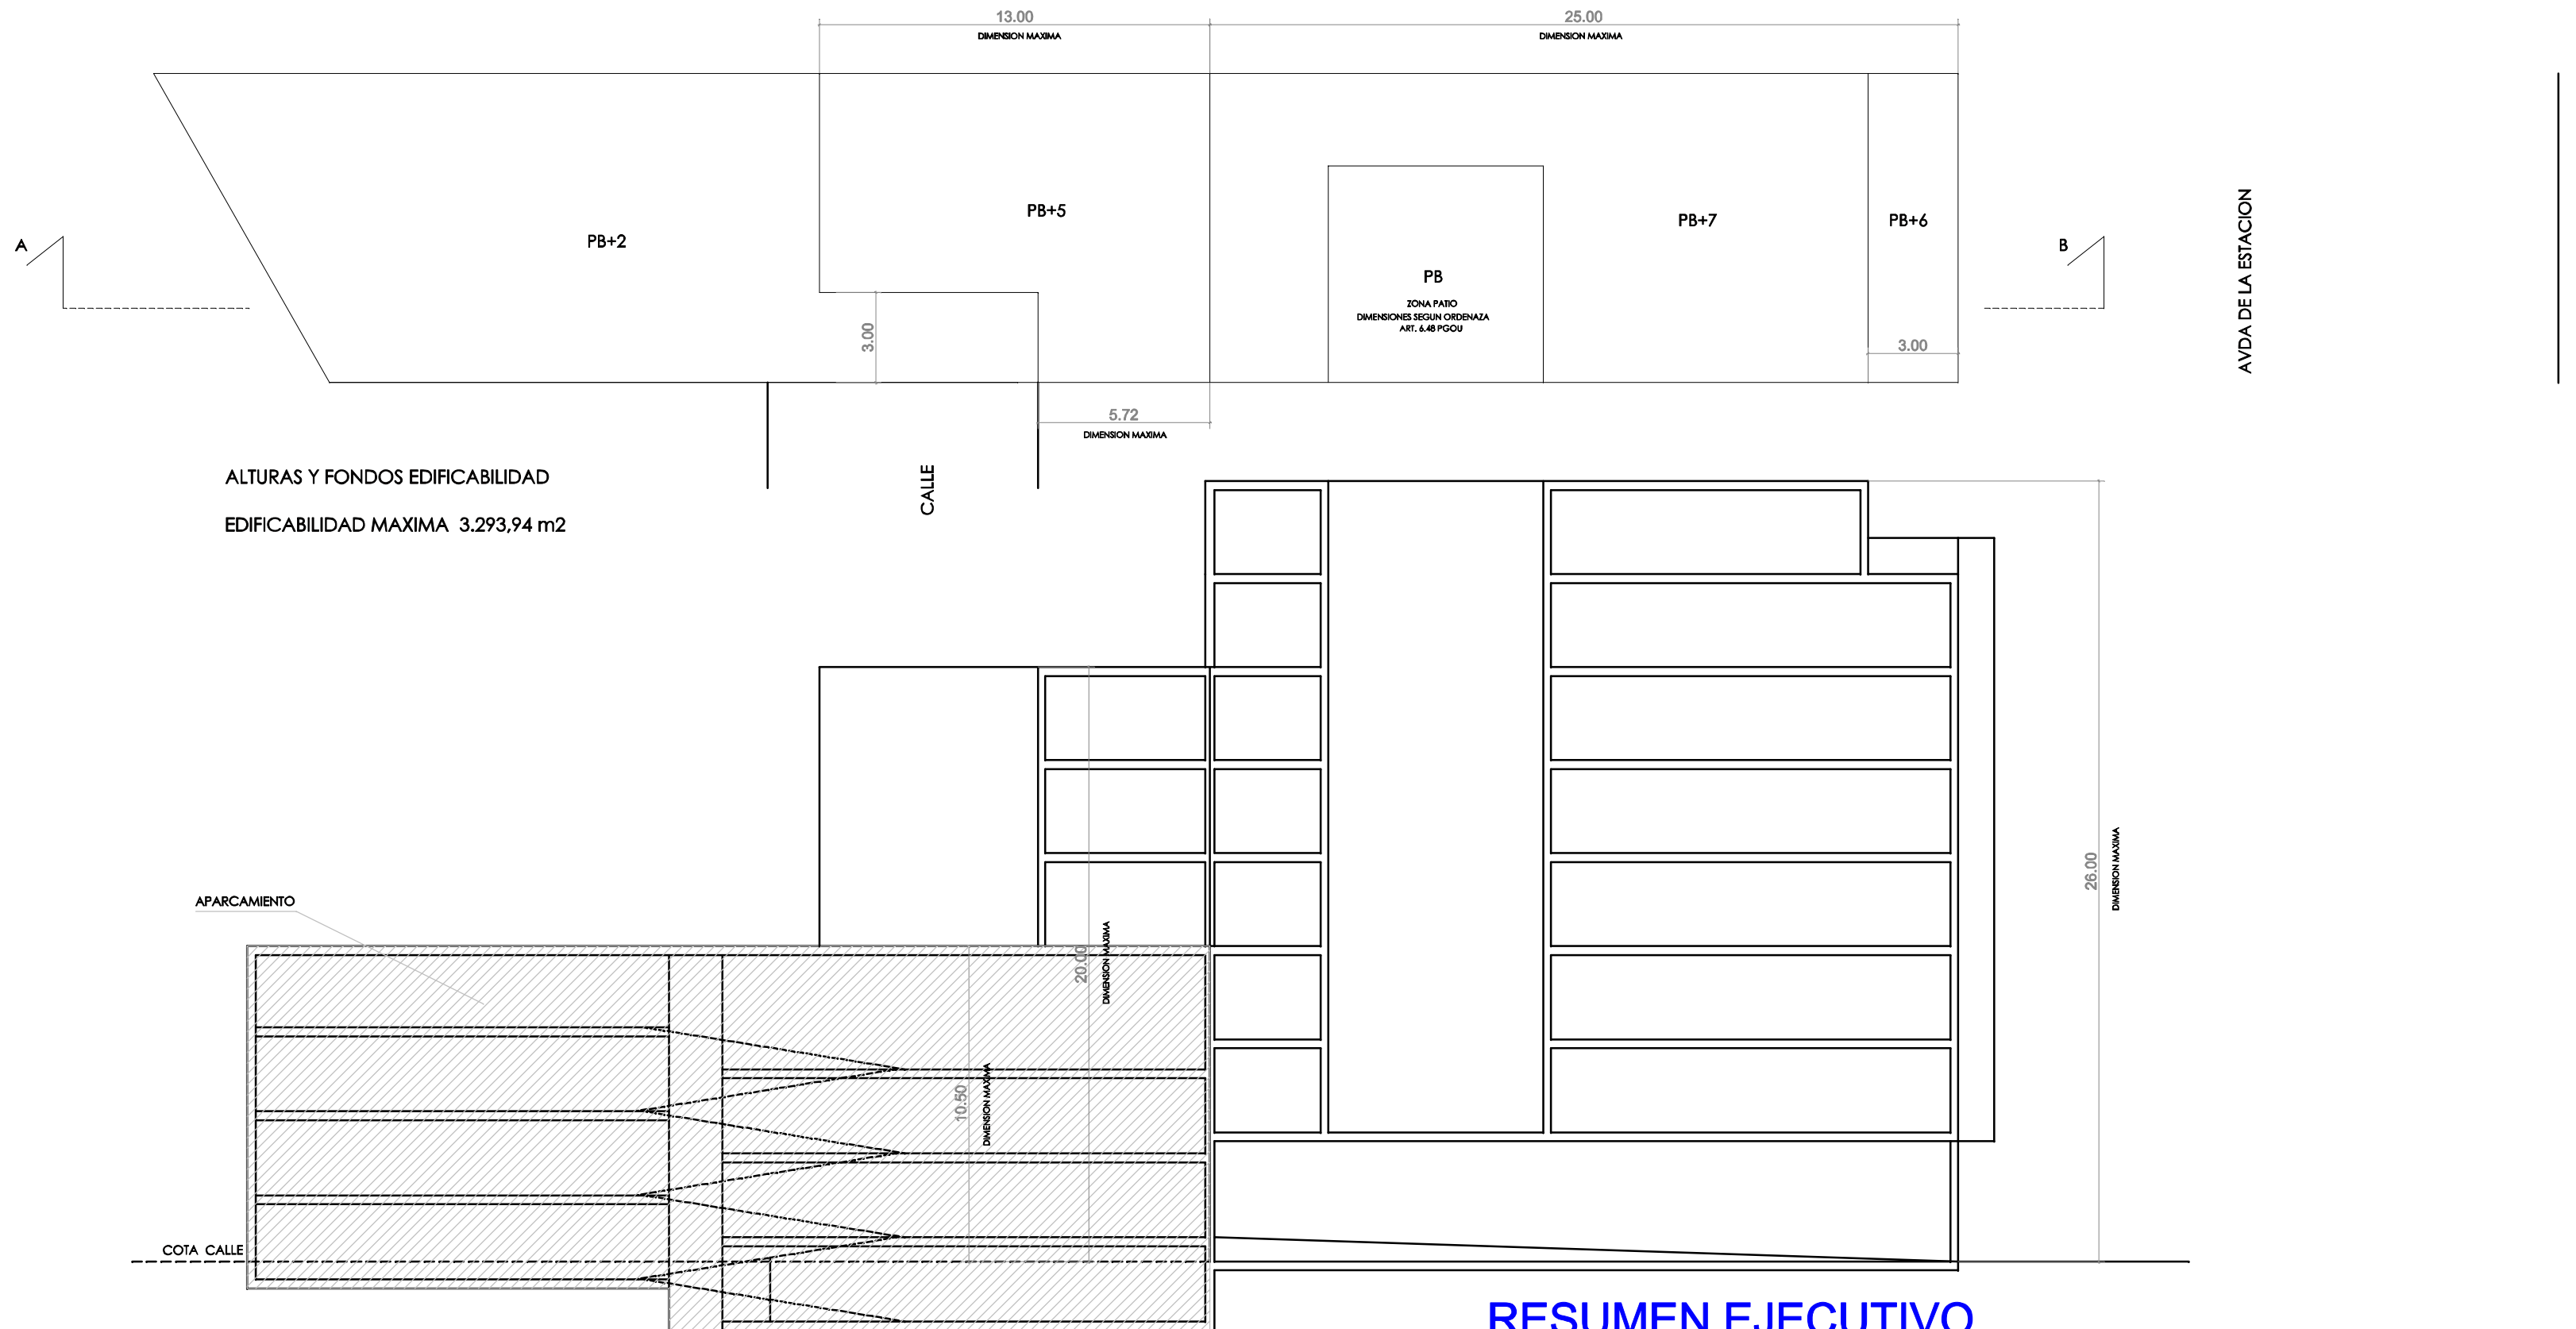 13.00
DIMENSION MAXIMA
25.00
DIMENSION MAXIMA
PB+2
PB+5
PB+7
PB+6
A
B
PB
ZONA PATIO
DIMENSIONES SEGUN ORDENAZA
ART. 6.48 PGOU
AVDA DE LA ESTACION
3.00
3.00
5.72
DIMENSION MAXIMA
CALLE
ALTURAS Y FONDOS EDIFICABILIDAD
EDIFICABILIDAD MAXIMA 3.293,94 m2
26.00
DIMENSION MAXIMA
APARCAMIENTO
20.00
DIMENSION MAXIMA
10.50
DIMENSION MAXIMA
COTA CALLE
RESUMEN EJECUTIVO